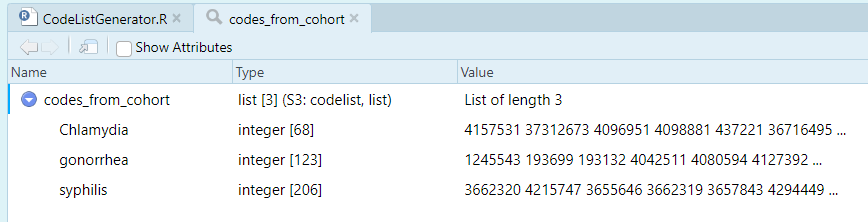 CodeListGenerator.R codes_from_cohort
Show Attributes
Name Type Value
codes_from_cohort list [3] (S3: codelist, list) List of length 3
Chlamydia integer [68] 4157531 37312673 4096951 4098881 437221 36716495 ...
gonorrhea integer [123] 1245543 193699 193132 4042511 4080594 4127392 ...
syphilis integer [206] 3662320 4215747 3655646 3662319 3657843 4294449 ...